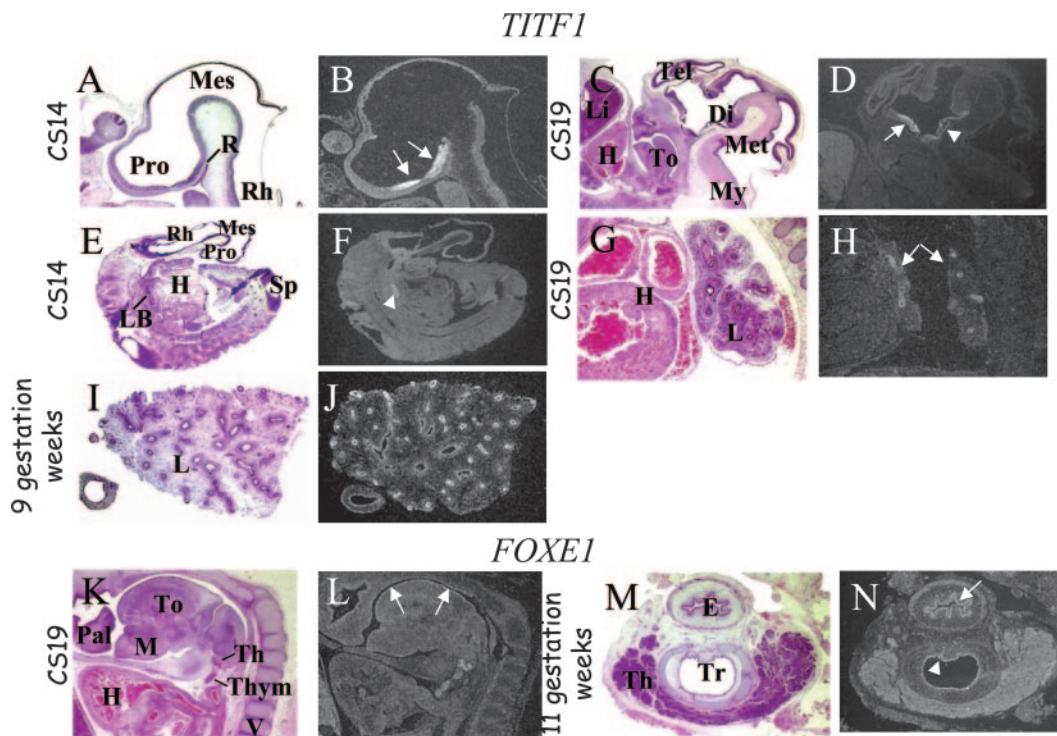 TITF1
A Mes Pro R Rh
B
C Tel Li Di H To Met My
D
CS14
CS19
E Rh Mes Pro H Sp LB
F
G H L
H
CS14
CS19
I L
J
9 gestation
weeks
FOXE1
K To Pal M Th H Thym V
L
M E Th Tr
N
CS19
11 gestation
weeks